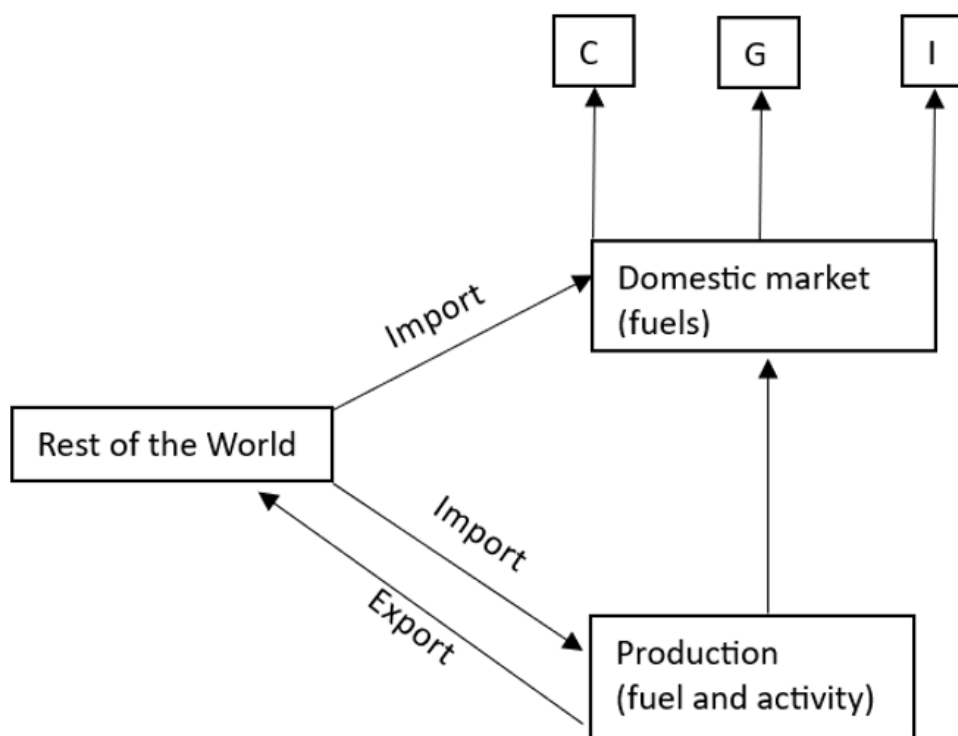 C
G
I
Domestic market
(fuels)
Import
Rest of the World
Import
Export
Production
(fuel and activity)